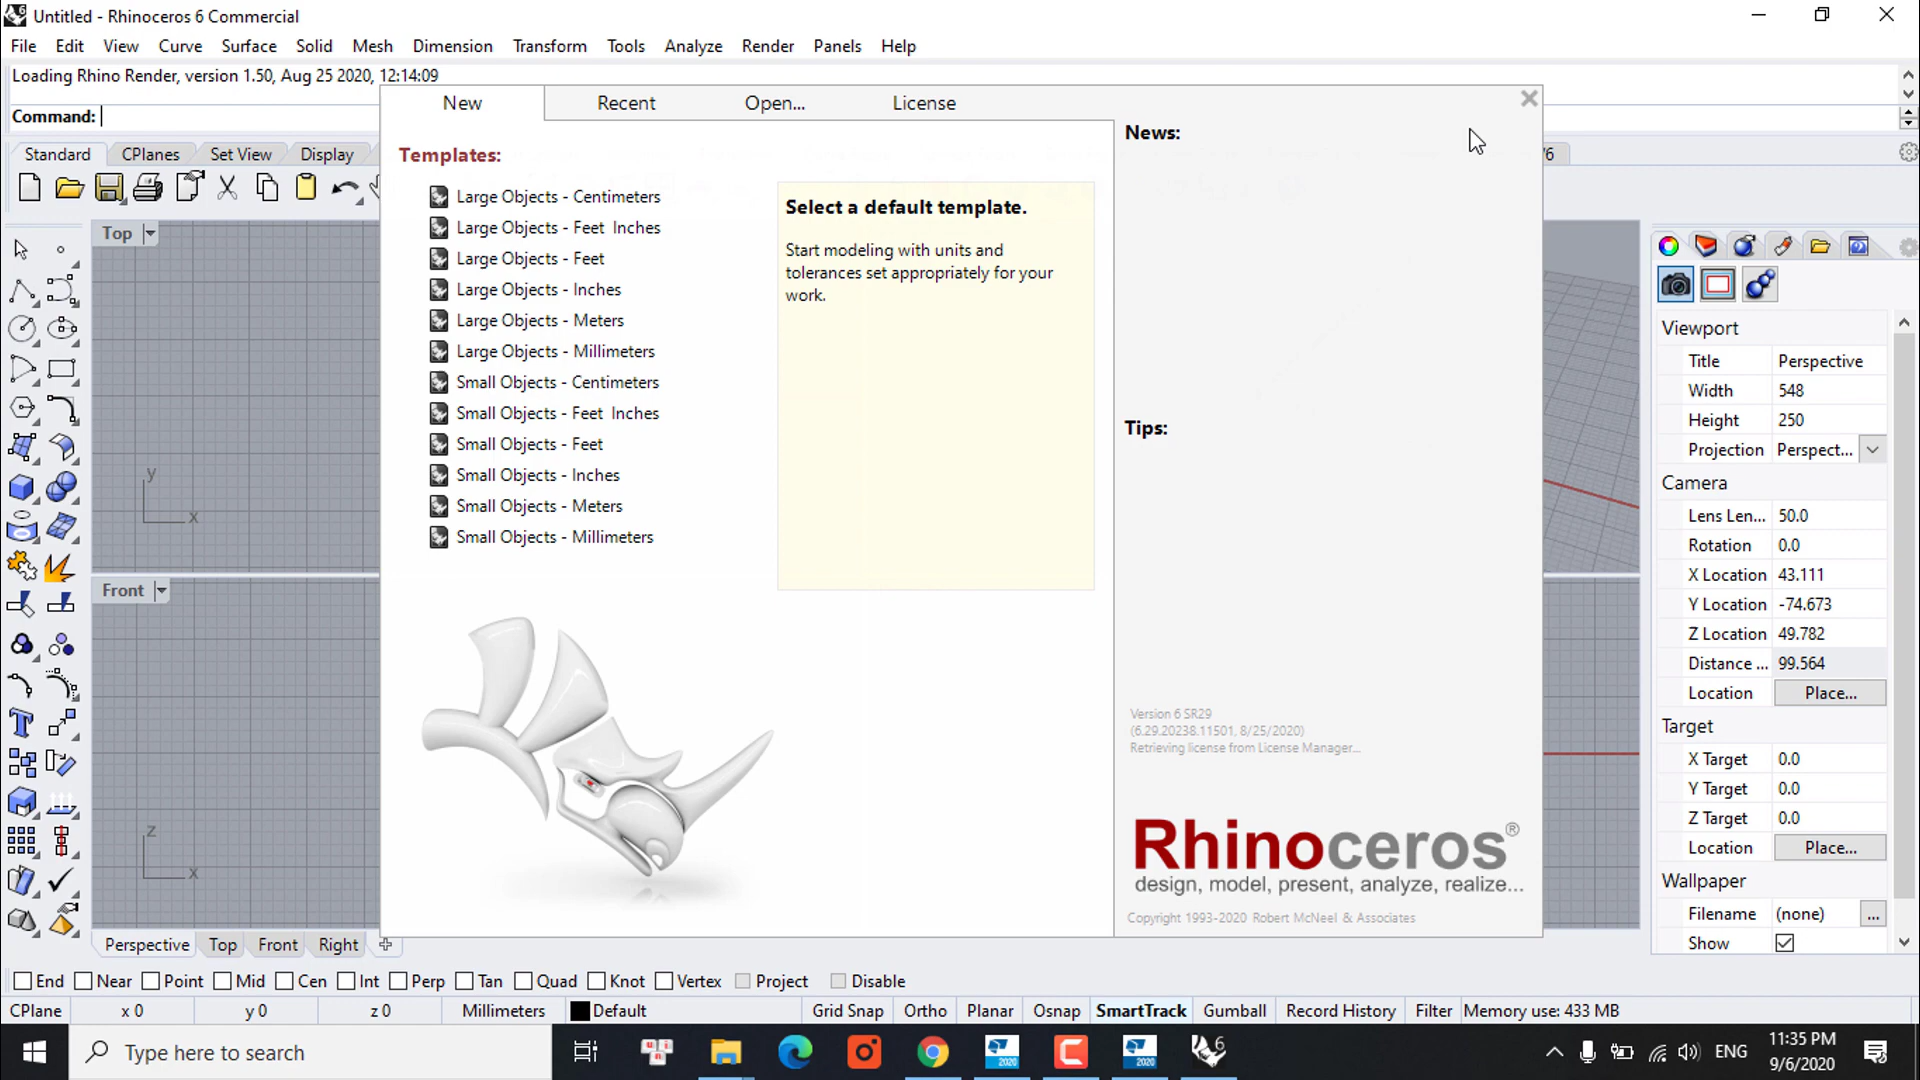 Untitled - Rhinoceros 6 Commercial
File Edit View Curve Surface Solid Mesh Dimension Transform Tools Analyze Render Panels Help
Loading Rhino Render, version 1.50, Aug 25 2020, 12:14:09
Command:
New Recent Open... License
Standard CPlanes Set View Display
Templates:
Large Objects - Centimeters
Large Objects - Feet Inches
Large Objects - Feet
Large Objects - Inches
Large Objects - Meters
Large Objects - Millimeters
Small Objects - Centimeters
Small Objects - Feet Inches
Small Objects - Feet
Small Objects - Inches
Small Objects - Meters
Small Objects - Millimeters
Select a default template.
Start modeling with units and
tolerances set appropriately for your
work.
News:
Tips:
Version 6 SR29
(6.29.20238.11501, 8/25/2020)
Retrieving license from License Manager...
Rhinoceros®
design, model, present, analyze, realize...
Copyright 1993-2020 Robert McNeel & Associates
Top
y
x
Front
z
x
Viewport
Title Perspective
Width 548
Height 250
Projection Perspect...
Camera
Lens Len... 50.0
Rotation 0.0
X Location 43.111
Y Location -74.673
Z Location 49.782
Distance ... 99.564
Location Place...
Target
X Target 0.0
Y Target 0.0
Z Target 0.0
Location Place...
Wallpaper
Filename (none) ...
Show
Perspective Top Front Right
End Near Point Mid Cen Int Perp Tan Quad Knot Vertex Project Disable
CPlane x 0 y 0 z 0 Millimeters Default Grid Snap Ortho Planar Osnap SmartTrack Gumball Record History Filter Memory use: 433 MB
Type here to search
2020
2020
6
ENG
11:35 PM
9/6/2020